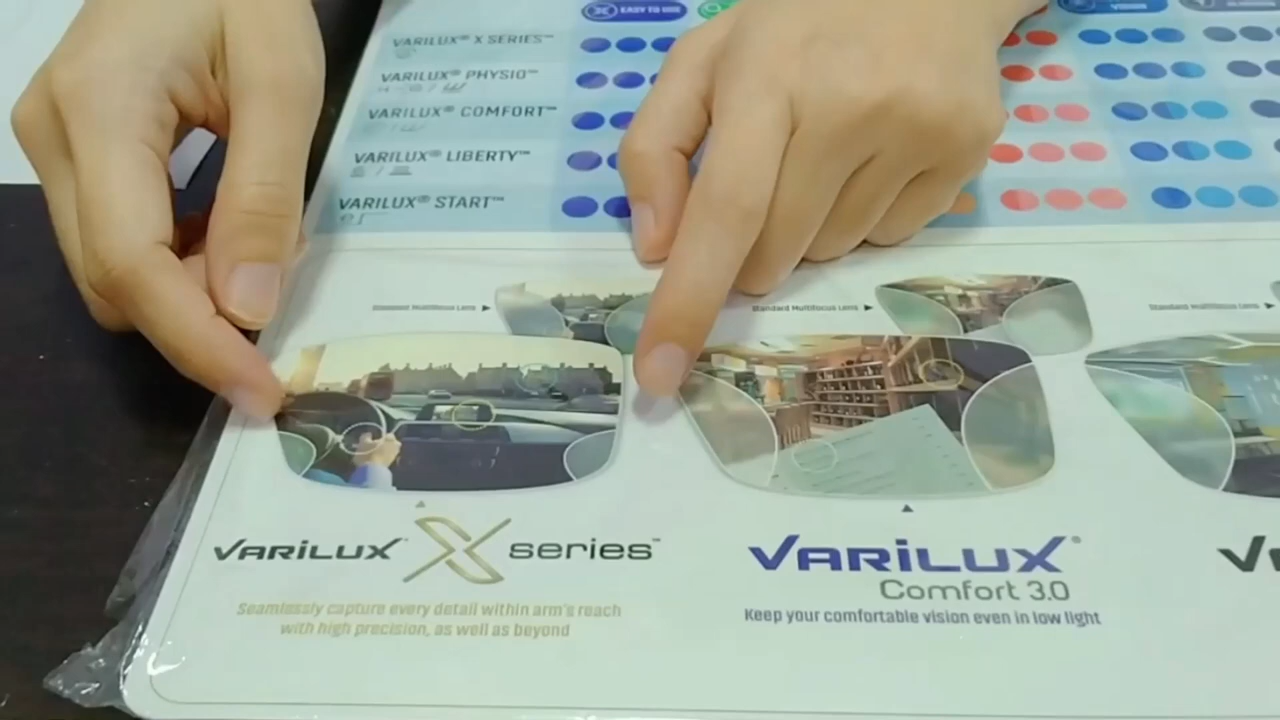 EASY TO USE
VARILUX® X SERIES™
VARILUX® PHYSIO™
VARILUX® COMFORT™
VARILUX® LIBERTY™
VARILUX® START™
Standard Multifocus Lens ▶
Standard Multifocus Lens ▶
Standard Multifocus Lens ▶
VARiLUX® X series™
Seamlessly capture every detail within arm's reach
with high precision, as well as beyond
VARiLUX®
Comfort 3.0
Keep your comfortable vision even in low light